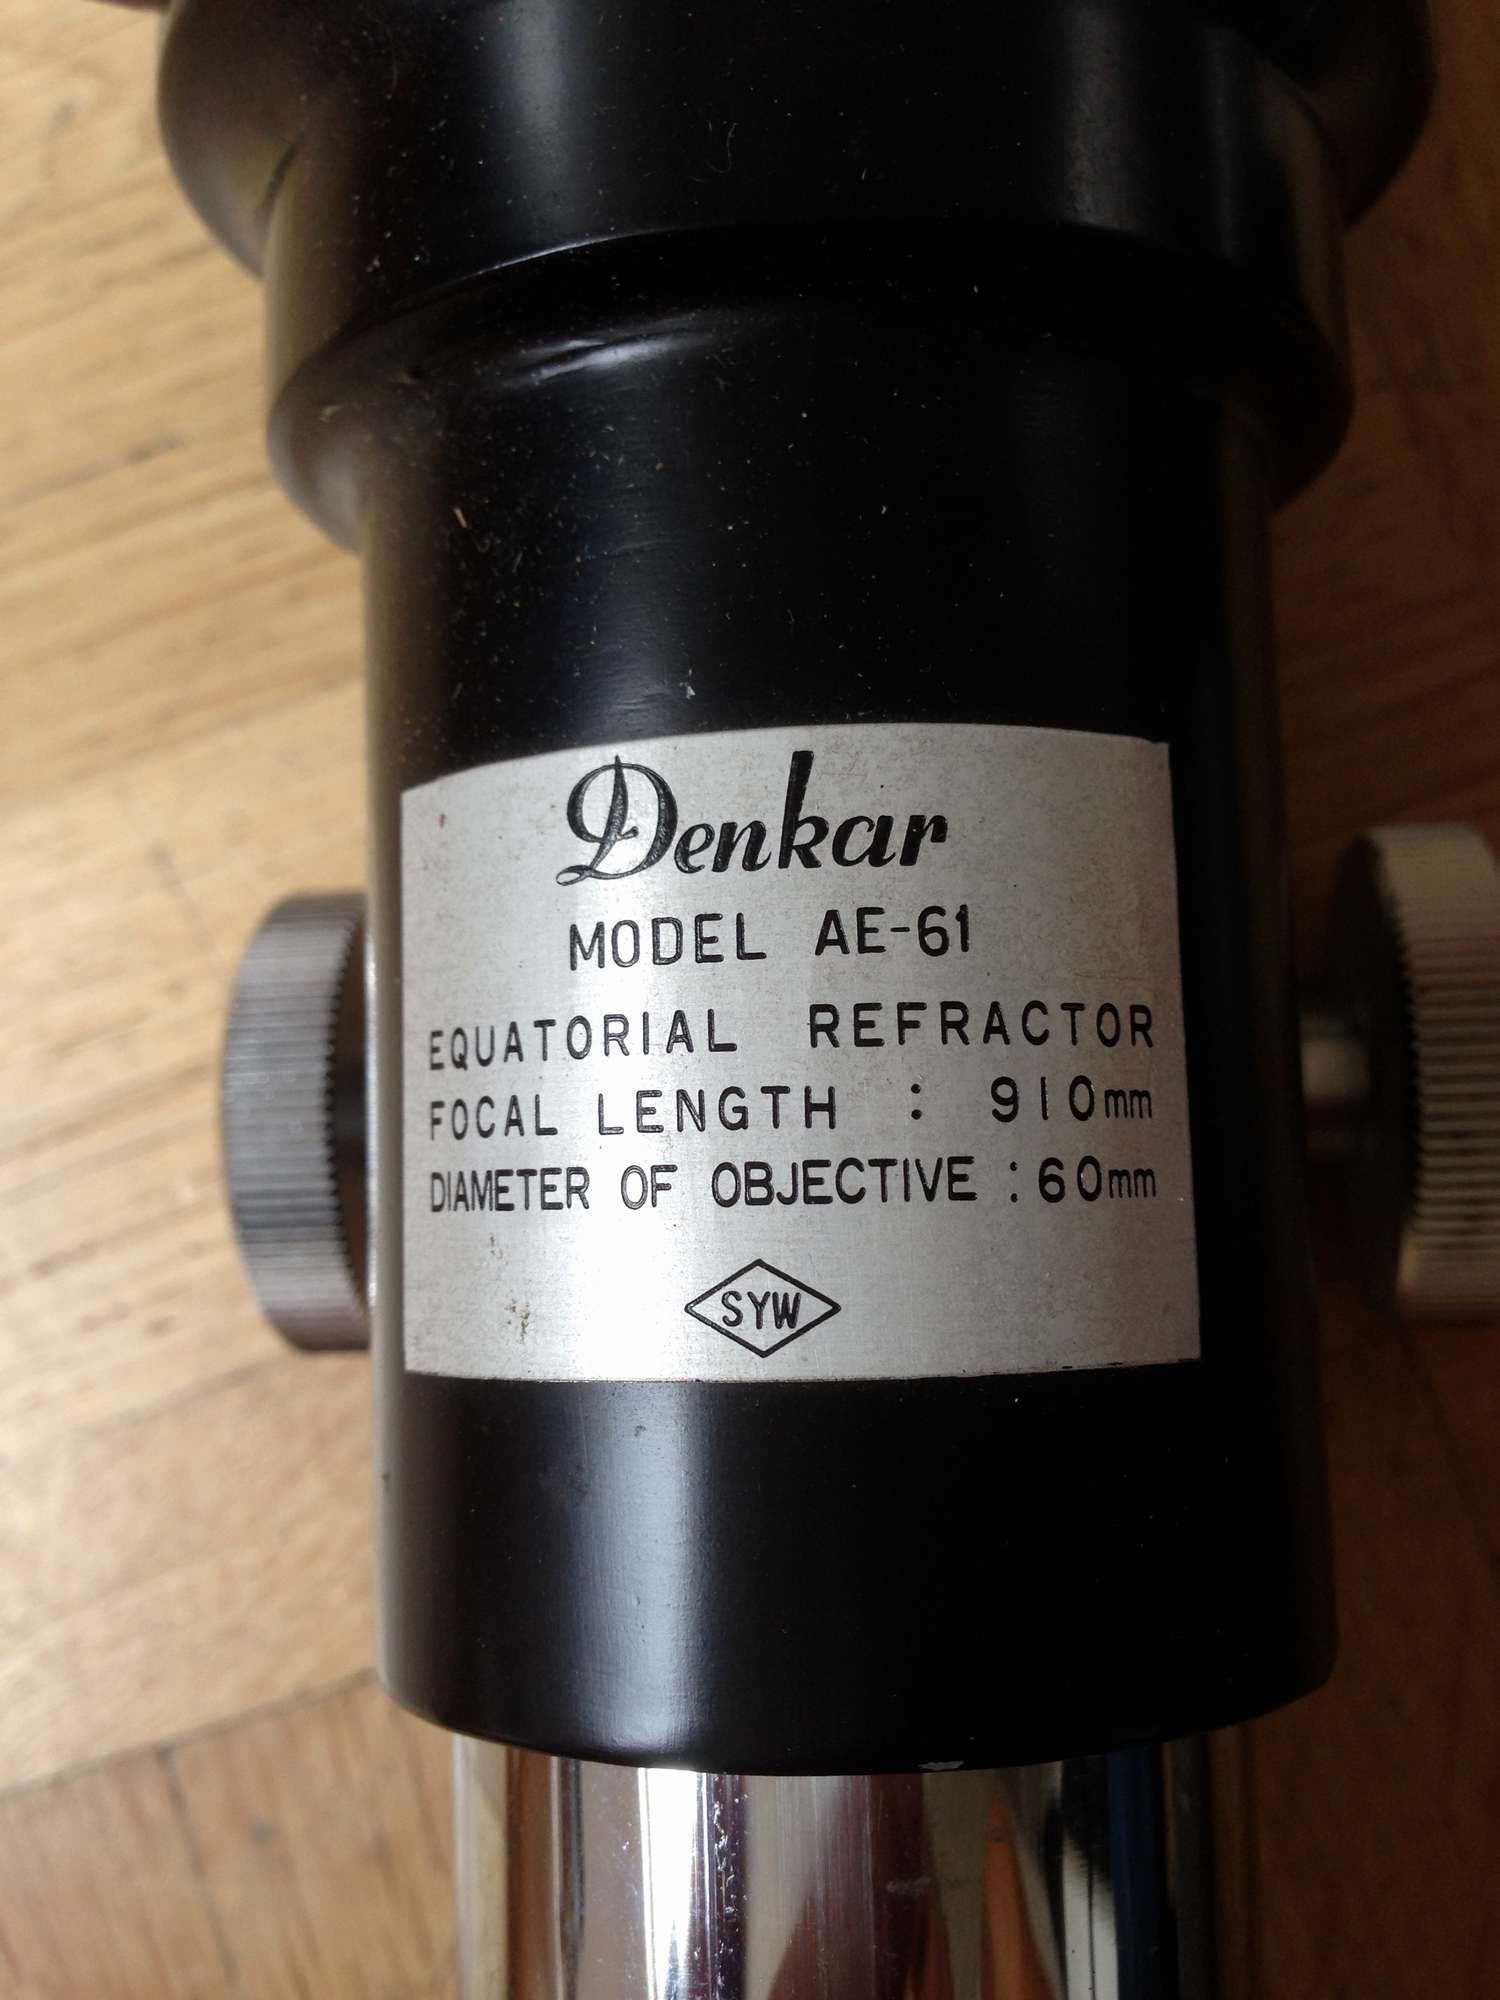 Denkar
MODEL AE-61
EQUATORIAL REFRACTOR
FOCAL LENGTH : 910mm
DIAMETER OF OBJECTIVE : 60mm
SYW